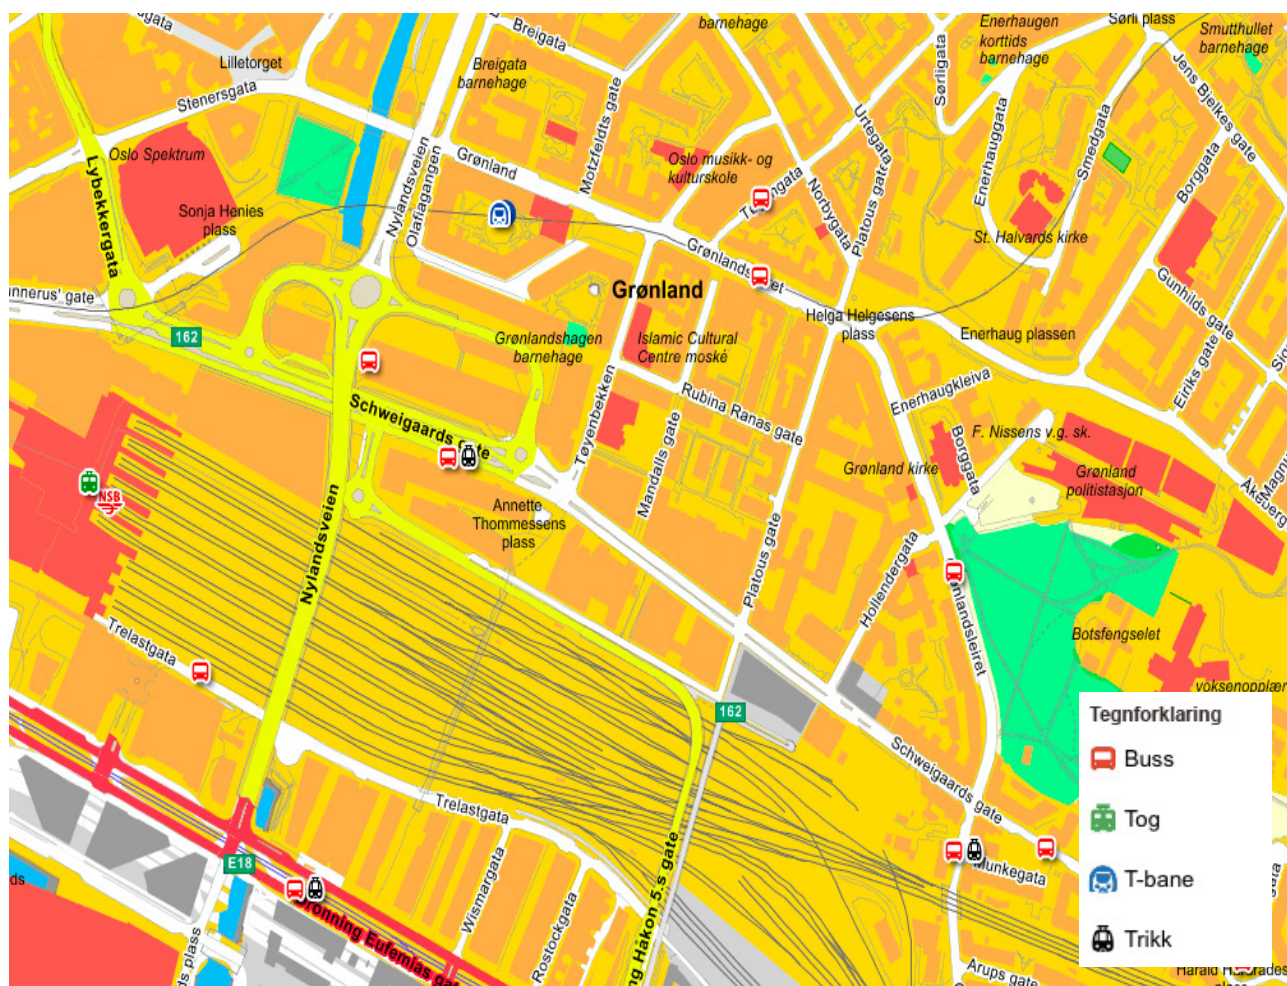 barnehage
Enerhaugen
korttids
barnehage
Sørli plass
Smutthullet
barnehage
Breigata
Lilletorget
Breigata
barnehage
Stenersgata
Nylandsveien
Olafiagangen
Motzfeldts gate
Sørligata
Urtegata
Jens Bjelkes gate
Smedgata
Enerhauggata
Borggata
Oslo Spektrum
Grønland
Oslo musikk- og
kulturskole
Norbygata
Platous gate
Lybekkergata
Sonja Henies
plass
St. Halvards kirke
Gunhilds gate
Grønland
Helga Helgesens
plass
Enerhaug plassen
Eiriks gate
162
Grønlandshagen
barnehage
Islamic Cultural
Centre moské
Enerhaugkleiva
Rubina Ranas gate
Schweigaards gate
Tøyenbekken
Mandalls gate
Borggata
F. Nissens v.g. sk.
Grønland kirke
Grønland
politistasjon
NSB
Annette
Thommessens
plass
Nylandsveien
Platous gate
Hollendergata
Botsfengselet
Trelastgata
162
Schweigaards gate
Trelastgata
Wismargata
Rostockgata
E18
Munkegata
Arups gate
Tegnforklaring
Buss
Tog
T-bane
Trikk